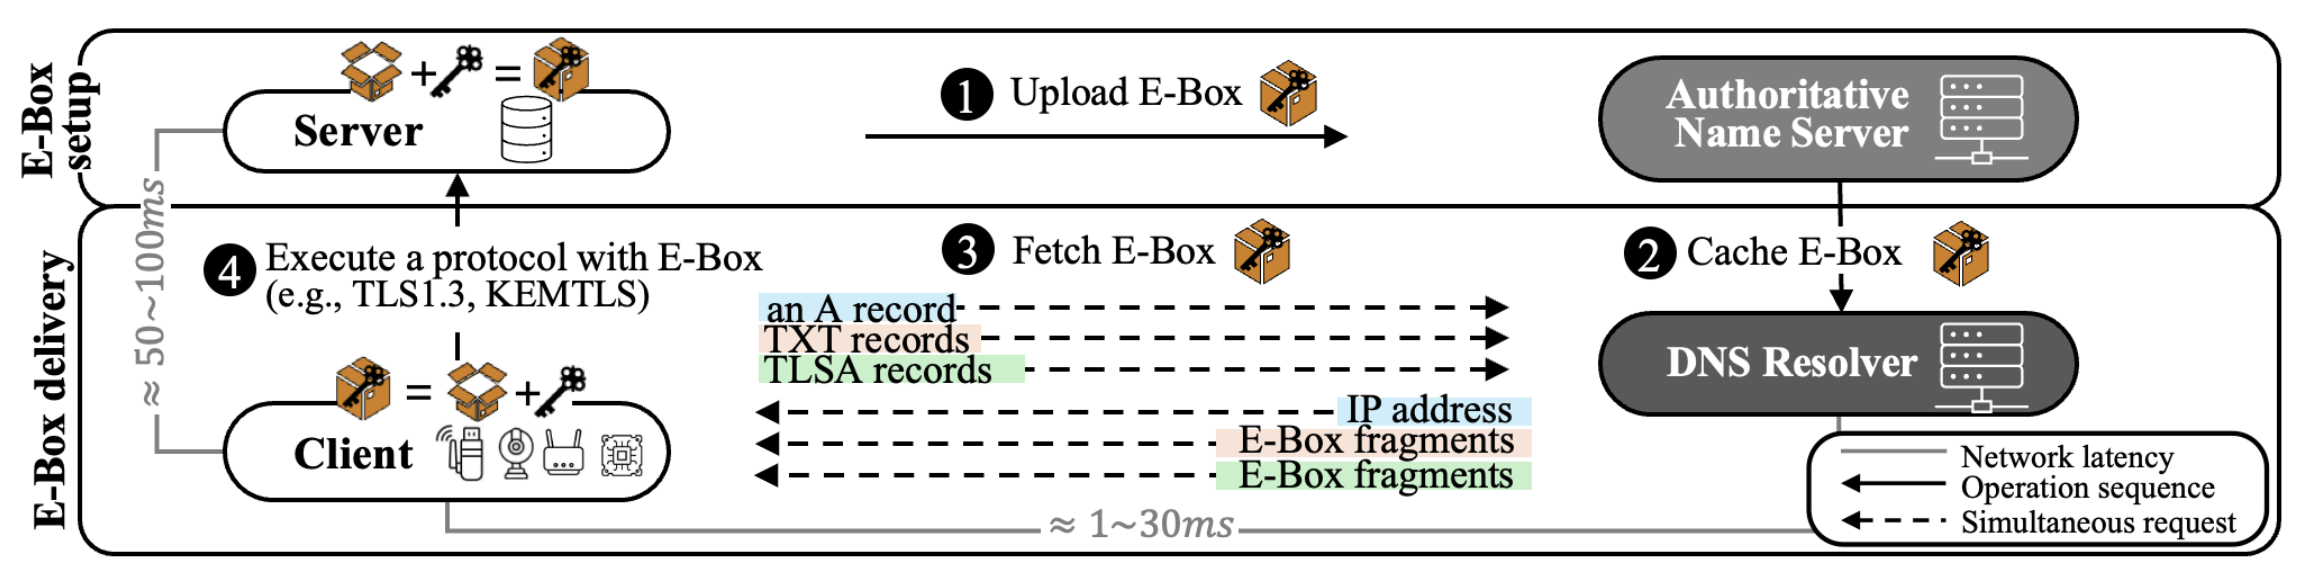 E-Box
setup
+ =
Server
1 Upload E-Box
Authoritative
Name Server
≈ 50~100ms
E-Box delivery
4 Execute a protocol with E-Box
(e.g., TLS1.3, KEMTLS)
3 Fetch E-Box
2 Cache E-Box
an A record
TXT records
TLSA records
IP address
E-Box fragments
E-Box fragments
DNS Resolver
= +
Client
≈ 1~30ms
Network latency
Operation sequence
Simultaneous request